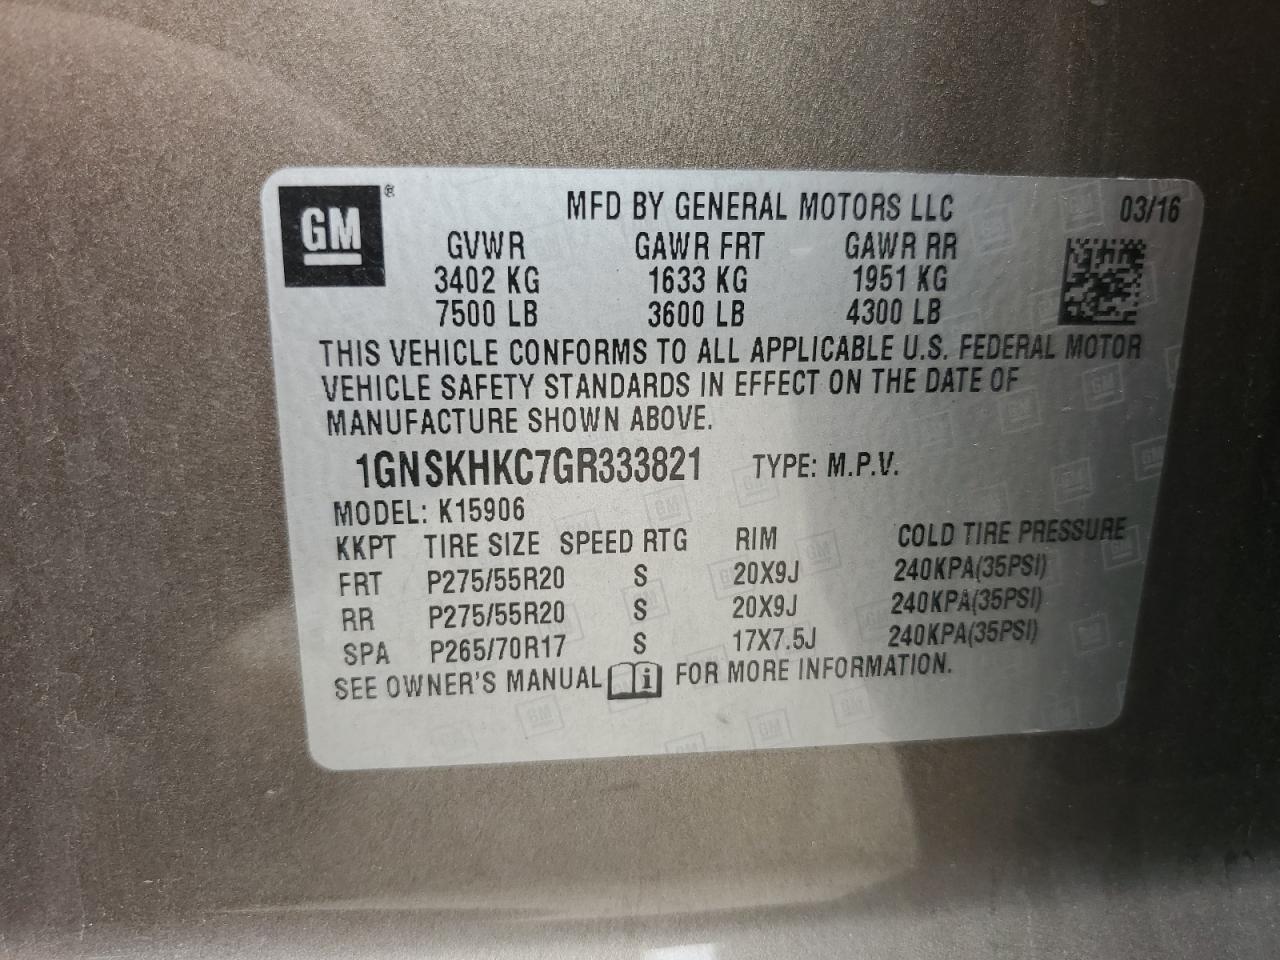 GM ® MFD BY GENERAL MOTORS LLC 03/16
GVWR GAWR FRT GAWR RR
3402 KG 1633 KG 1951 KG
7500 LB 3600 LB 4300 LB
THIS VEHICLE CONFORMS TO ALL APPLICABLE U.S. FEDERAL MOTOR
VEHICLE SAFETY STANDARDS IN EFFECT ON THE DATE OF
MANUFACTURE SHOWN ABOVE.
1GNSKHKC7GR333821 TYPE: M.P.V.
MODEL: K15906
KKPT TIRE SIZE SPEED RTG RIM COLD TIRE PRESSURE
FRT P275/55R20 S 20X9J 240KPA(35PSI)
RR P275/55R20 S 20X9J 240KPA(35PSI)
SPA P265/70R17 S 17X7.5J 240KPA(35PSI)
SEE OWNER'S MANUAL i FOR MORE INFORMATION.